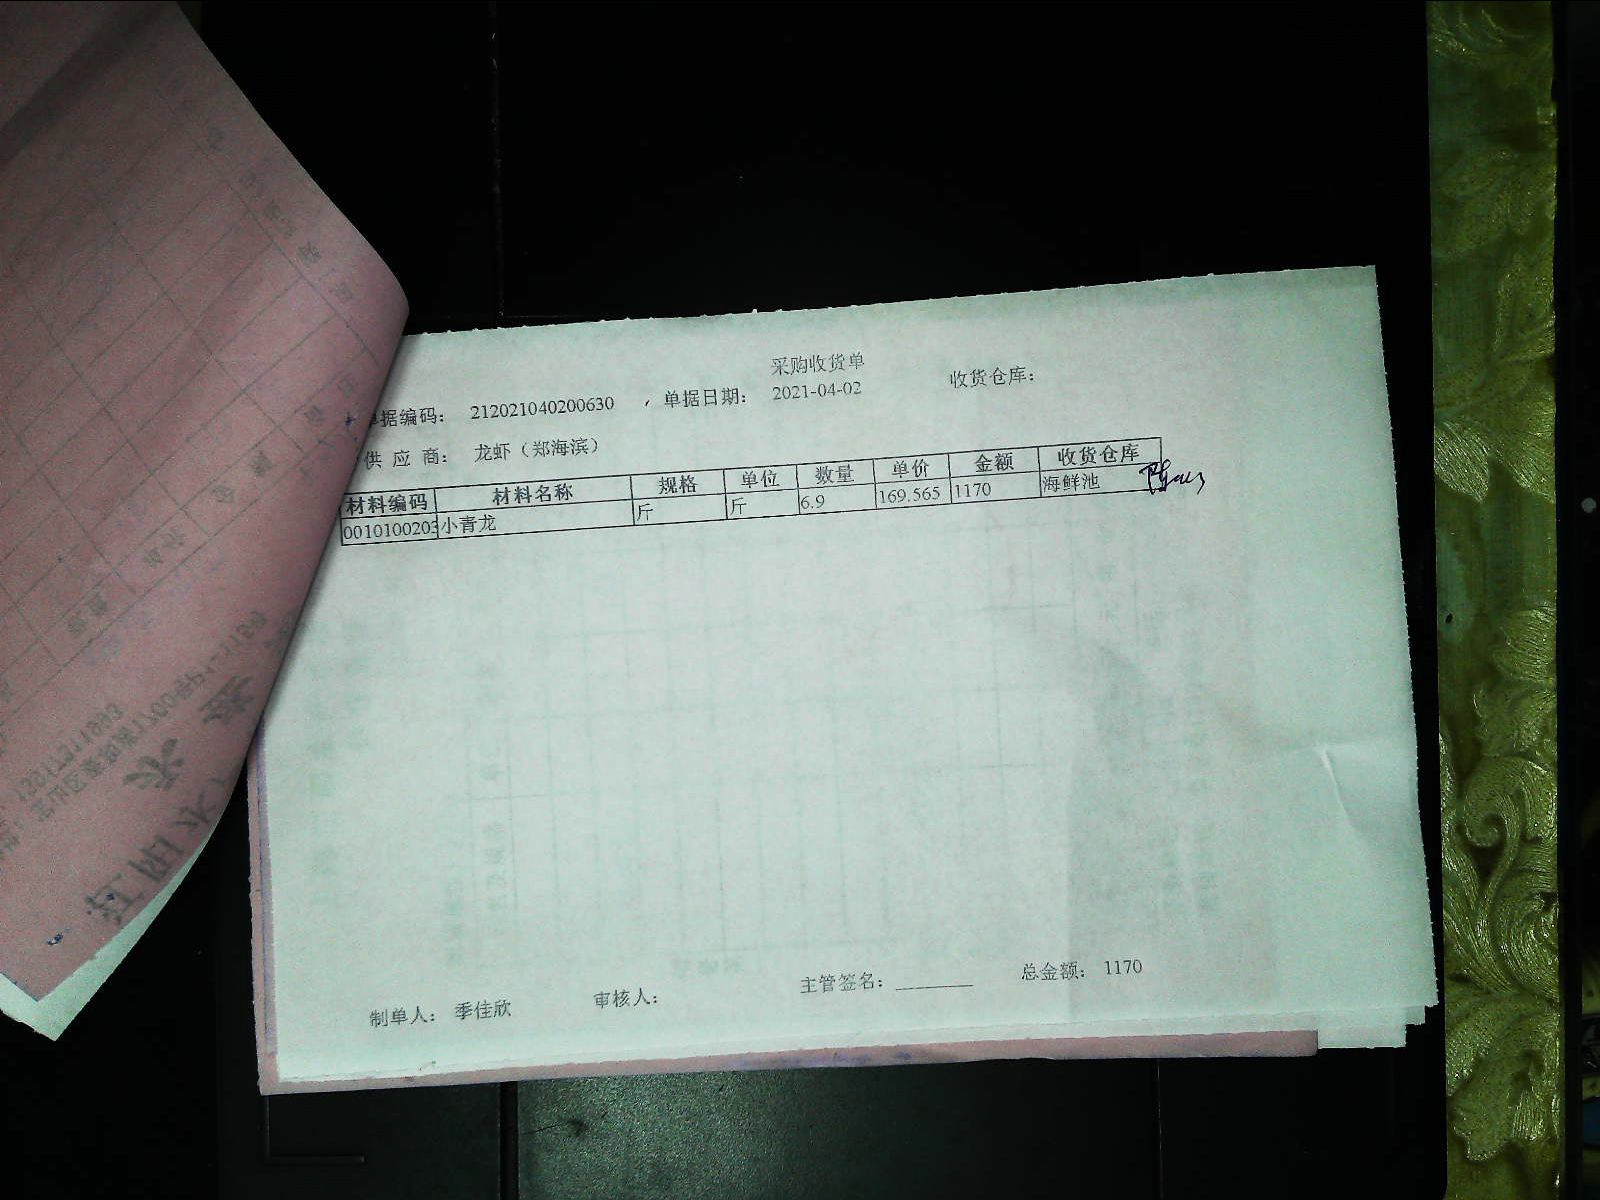 采购收货单
单据编码： 212021040200630 ，单据日期： 2021-04-02 收货仓库：
供 应 商： 龙虾（郑海滨）
材料编码 材料名称 规格 单位 数量 单价 金额 收货仓库
0010100203 小青龙 斤 斤 6.9 169.565 1170 海鲜池
制单人： 季佳欣 审核人： 主管签名：________ 总金额： 1170